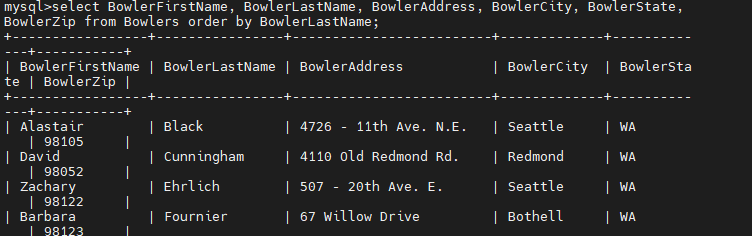 mysql>select BowlerFirstName, BowlerLastName, BowlerAddress, BowlerCity, BowlerState,
BowlerZip from Bowlers order by BowlerLastName;
+-----------------+----------------+-------------------------+-------------+----------
---+-----------+
| BowlerFirstName | BowlerLastName | BowlerAddress           | BowlerCity  | BowlerSta
te | BowlerZip |
+-----------------+----------------+-------------------------+-------------+----------
---+-----------+
| Alastair        | Black          | 4726 - 11th Ave. N.E.   | Seattle     | WA
   | 98105     |
| David           | Cunningham     | 4110 Old Redmond Rd.    | Redmond     | WA
   | 98052     |
| Zachary         | Ehrlich        | 507 - 20th Ave. E.      | Seattle     | WA
   | 98122     |
| Barbara         | Fournier       | 67 Willow Drive         | Bothell     | WA
   | 98123     |